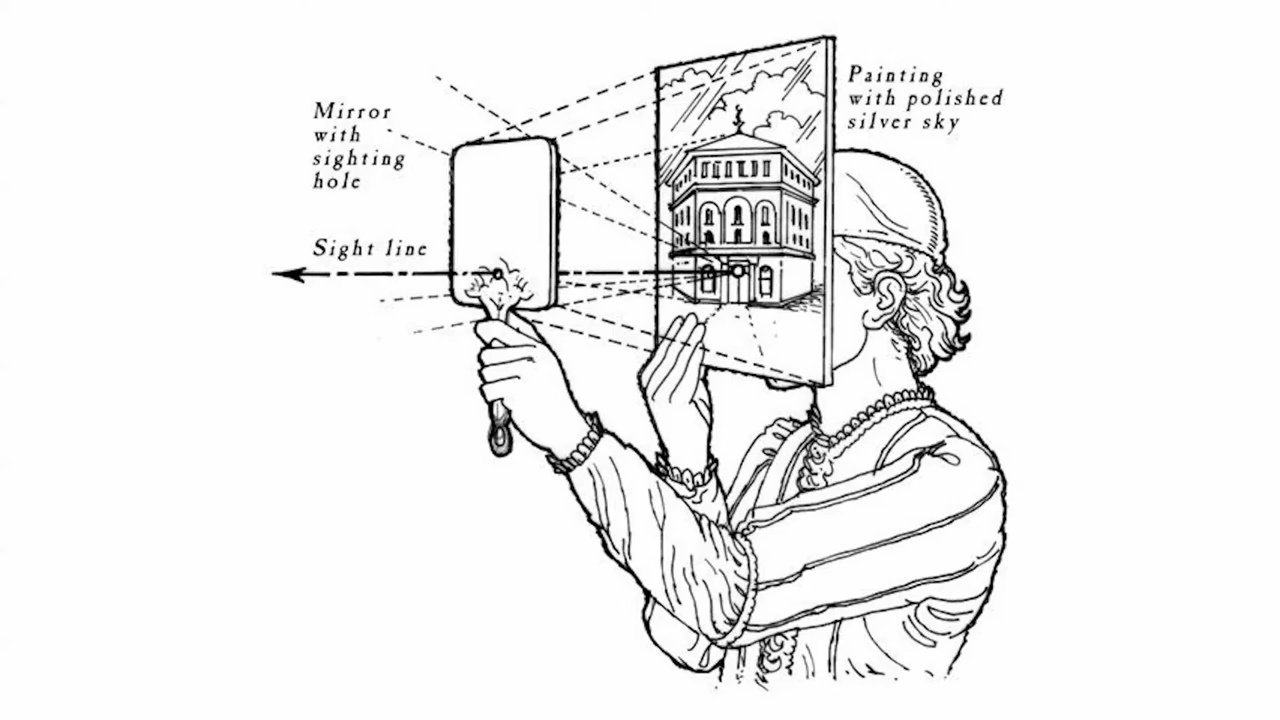 Mirror
with
sighting
hole
Sight line
Painting
with polished
silver sky